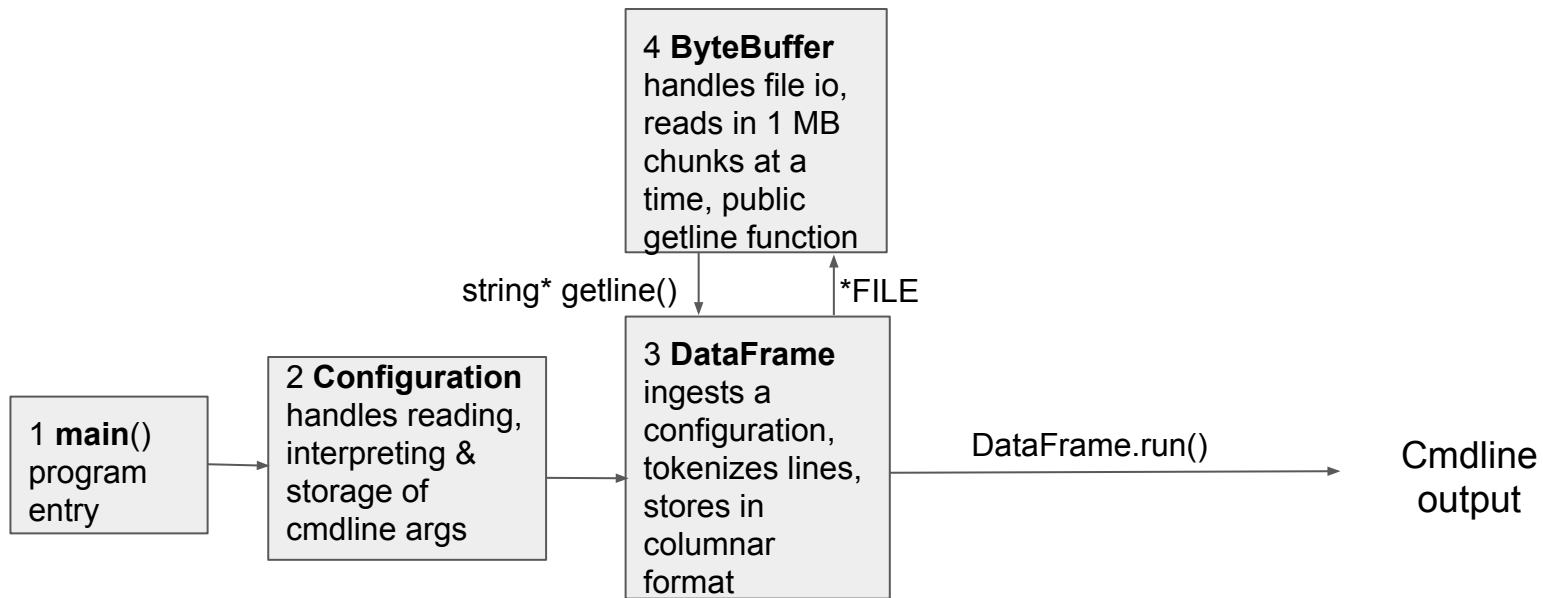 1 main()
program
entry
2 Configuration
handles reading,
interpreting &
storage of
cmdline args
3 DataFrame
ingests a
configuration,
tokenizes lines,
stores in
columnar
format
4 ByteBuffer
handles file io,
reads in 1 MB
chunks at a
time, public
getline function
string* getline()
*FILE
DataFrame.run()
Cmdline
output